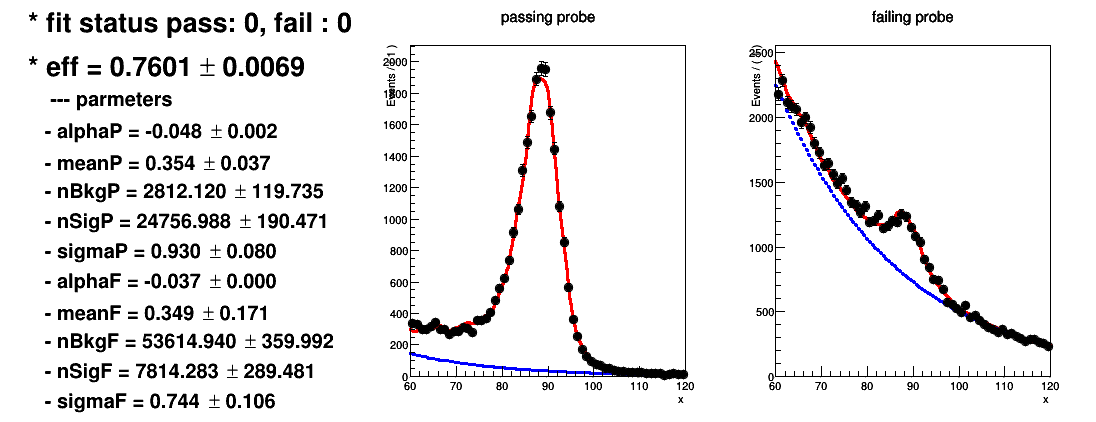 * fit status pass: 0, fail : 0
* eff = 0.7601 ± 0.0069
--- parmeters
- alphaP = -0.048 ± 0.002
- meanP = 0.354 ± 0.037
- nBkgP = 2812.120 ± 119.735
- nSigP = 24756.988 ± 190.471
- sigmaP = 0.930 ± 0.080
- alphaF = -0.037 ± 0.000
- meanF = 0.349 ± 0.171
- nBkgF = 53614.940 ± 359.992
- nSigF = 7814.283 ± 289.481
- sigmaF = 0.744 ± 0.106
passing probe
Events / ( 1 )
2000
1800
1600
1400
1200
1000
800
600
400
200
0
60 70 80 90 100 110 120
x
failing probe
Events / (
2500
2000
1500
1000
500
0
60 70 80 90 100 110 120
x